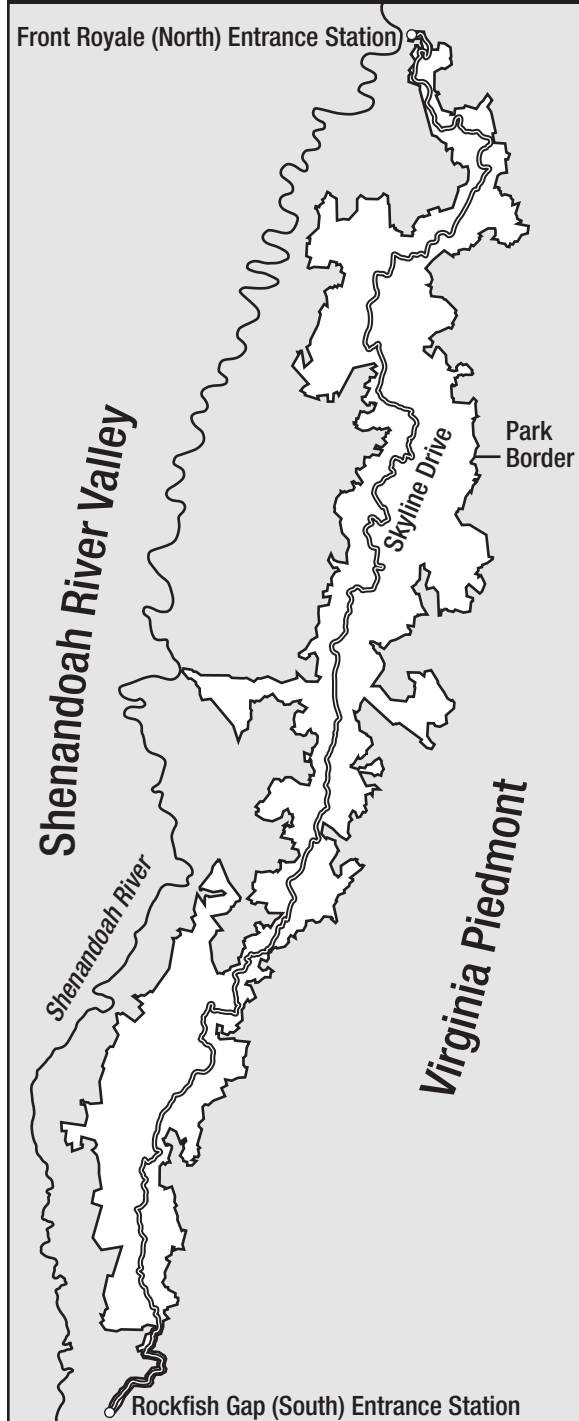 Front Royale (North) Entrance Station
Park
Border
Skyline Drive
Shenandoah River Valley
Virginia Piedmont
Shenandoah River
Rockfish Gap (South) Entrance Station